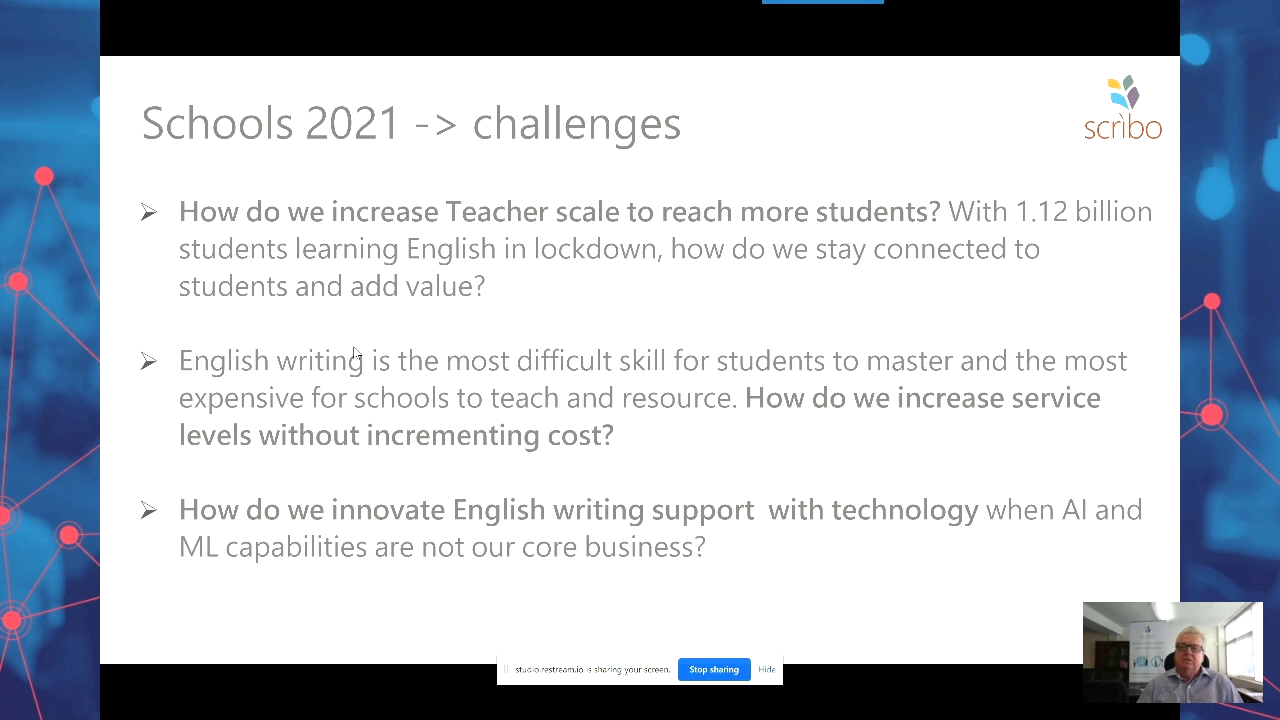 Schools 2021 -> challenges
scrìbo
➢ How do we increase Teacher scale to reach more students? With 1.12 billion
students learning English in lockdown, how do we stay connected to
students and add value?
➢ English writing is the most difficult skill for students to master and the most
expensive for schools to teach and resource. How do we increase service
levels without incrementing cost?
➢ How do we innovate English writing support  with technology when AI and
ML capabilities are not our core business?
scrìbo
studio.restream.io is sharing your screen. Stop sharing Hide